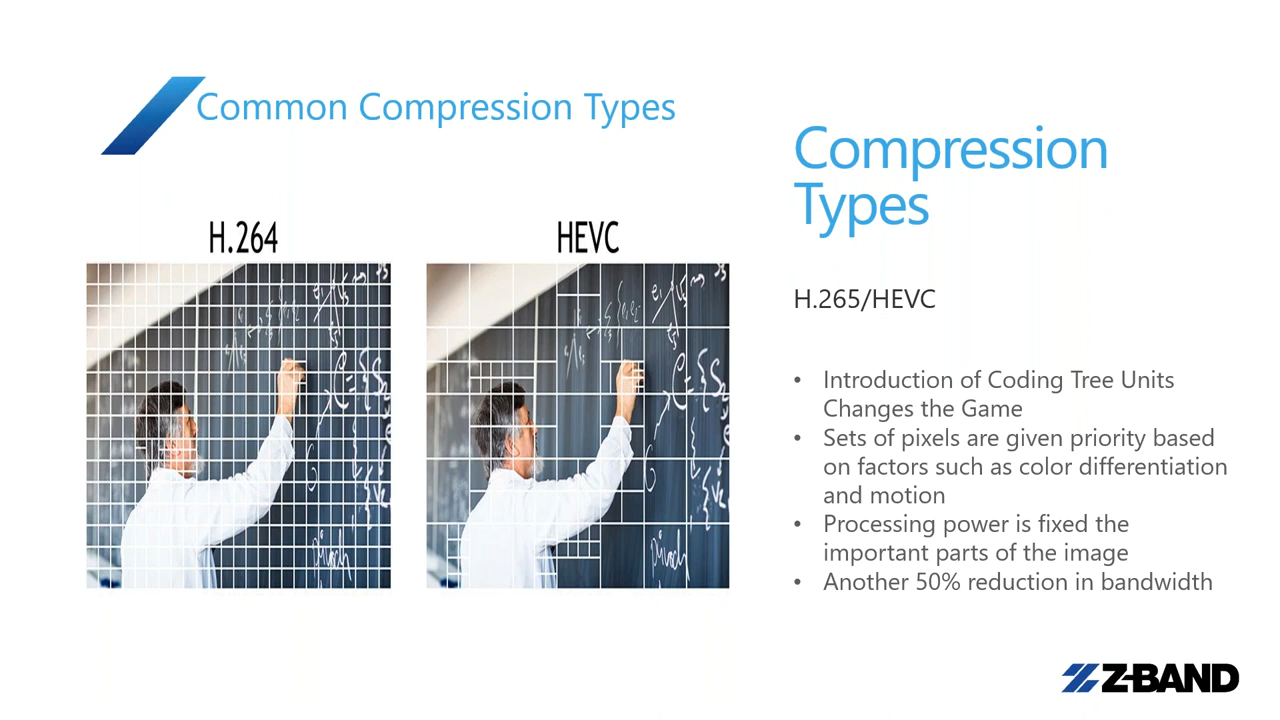 Common Compression Types
Compression
Types
H.264
HEVC
H.265/HEVC
• Introduction of Coding Tree Units
Changes the Game
• Sets of pixels are given priority based
on factors such as color differentiation
and motion
• Processing power is fixed the
important parts of the image
• Another 50% reduction in bandwidth
Z-BAND